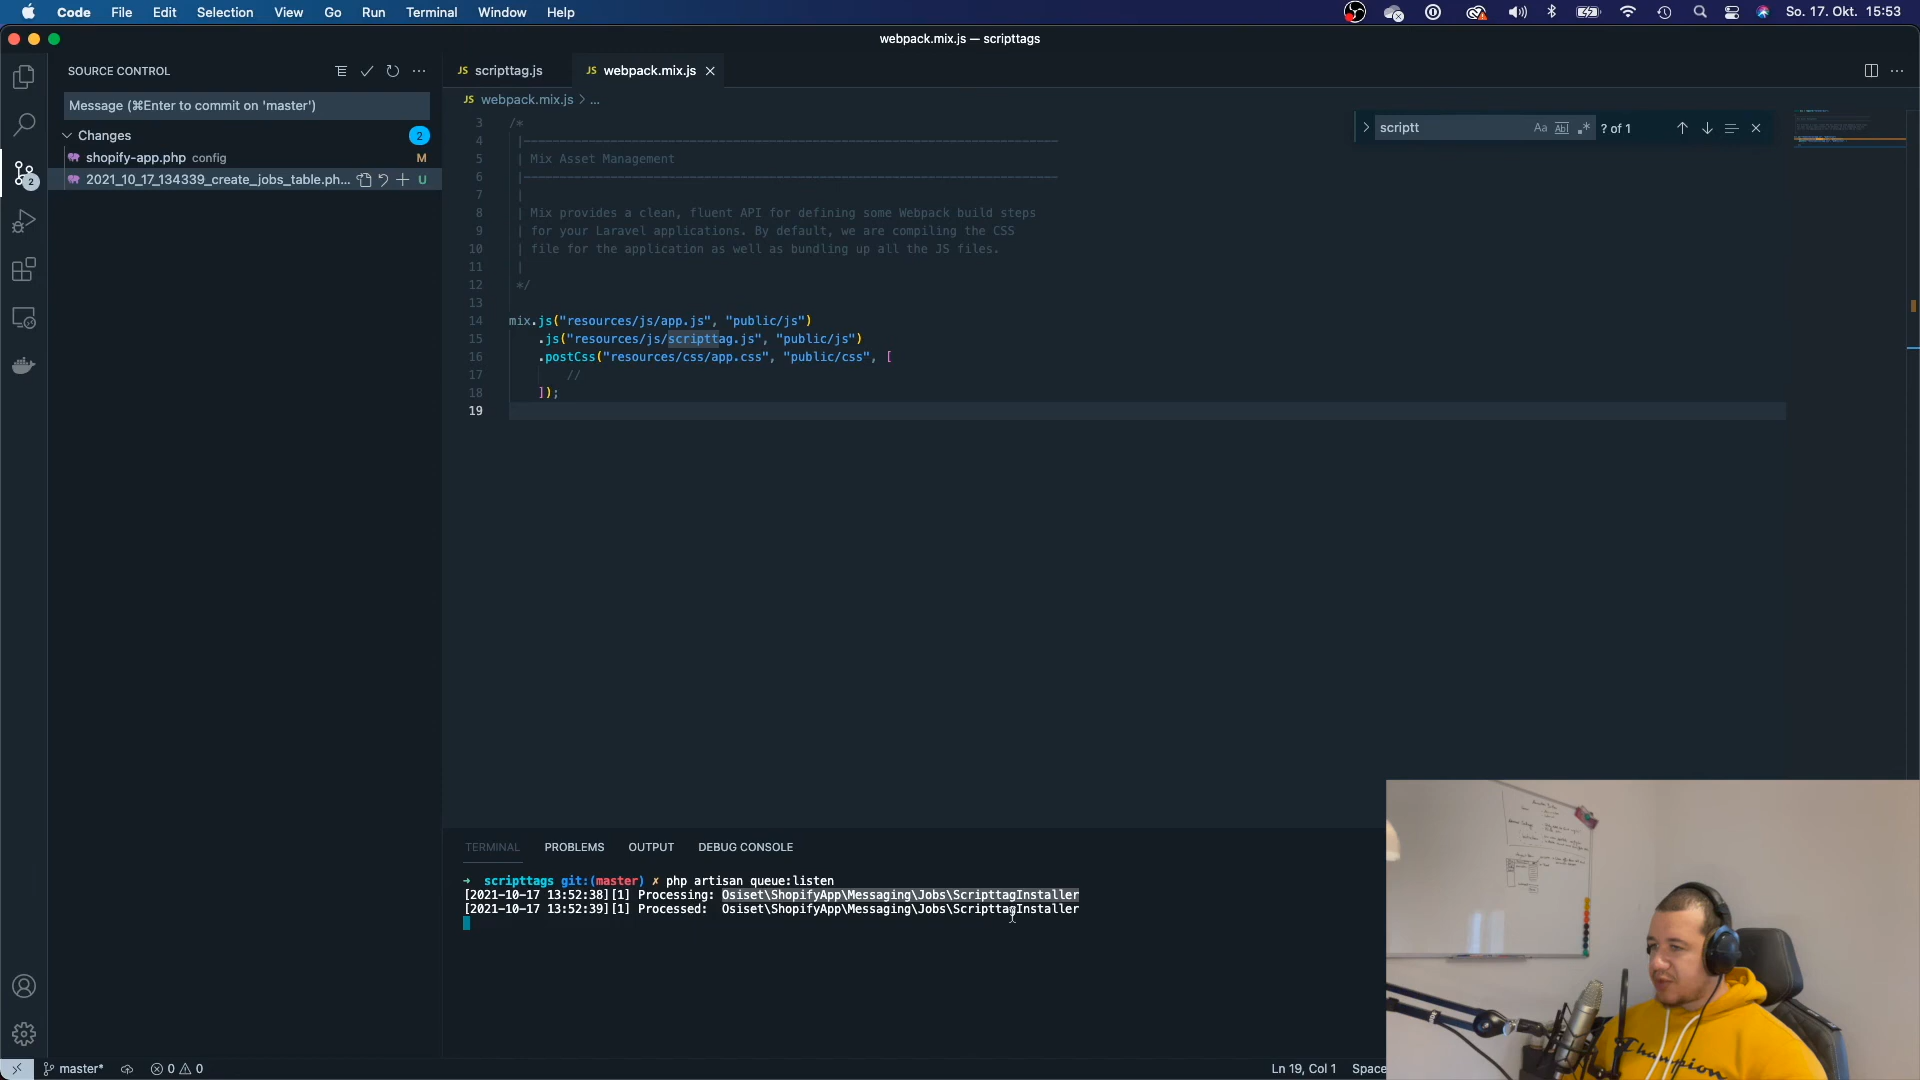 Code File Edit Selection View Go Run Terminal Window Help
So. 17. Okt. 15:53
webpack.mix.js — scripttags
SOURCE CONTROL
Message (⌘Enter to commit on 'master')
Changes 2
shopify-app.php config M
2021_10_17_134339_create_jobs_table.ph... U
2
JS scripttag.js
JS webpack.mix.js
JS webpack.mix.js > ...
scriptt Aa Abl .* ? of 1
3 /*
4 |--------------------------------------------------------------------------
5 | Mix Asset Management
6 |--------------------------------------------------------------------------
7 |
8 | Mix provides a clean, fluent API for defining some Webpack build steps
9 | for your Laravel applications. By default, we are compiling the CSS
10 | file for the application as well as bundling up all the JS files.
11 |
12 */
13
14 mix.js("resources/js/app.js", "public/js")
15 .js("resources/js/scripttag.js", "public/js")
16 .postCss("resources/css/app.css", "public/css", [
17 //
18 ]);
19
TERMINAL PROBLEMS OUTPUT DEBUG CONSOLE
→ scripttags git:(master) ✗ php artisan queue:listen
[2021-10-17 13:52:38][1] Processing: Osiset\ShopifyApp\Messaging\Jobs\ScripttagInstaller
[2021-10-17 13:52:39][1] Processed: Osiset\ShopifyApp\Messaging\Jobs\ScripttagInstaller
master* 0 0
Ln 19, Col 1 Space
Champion